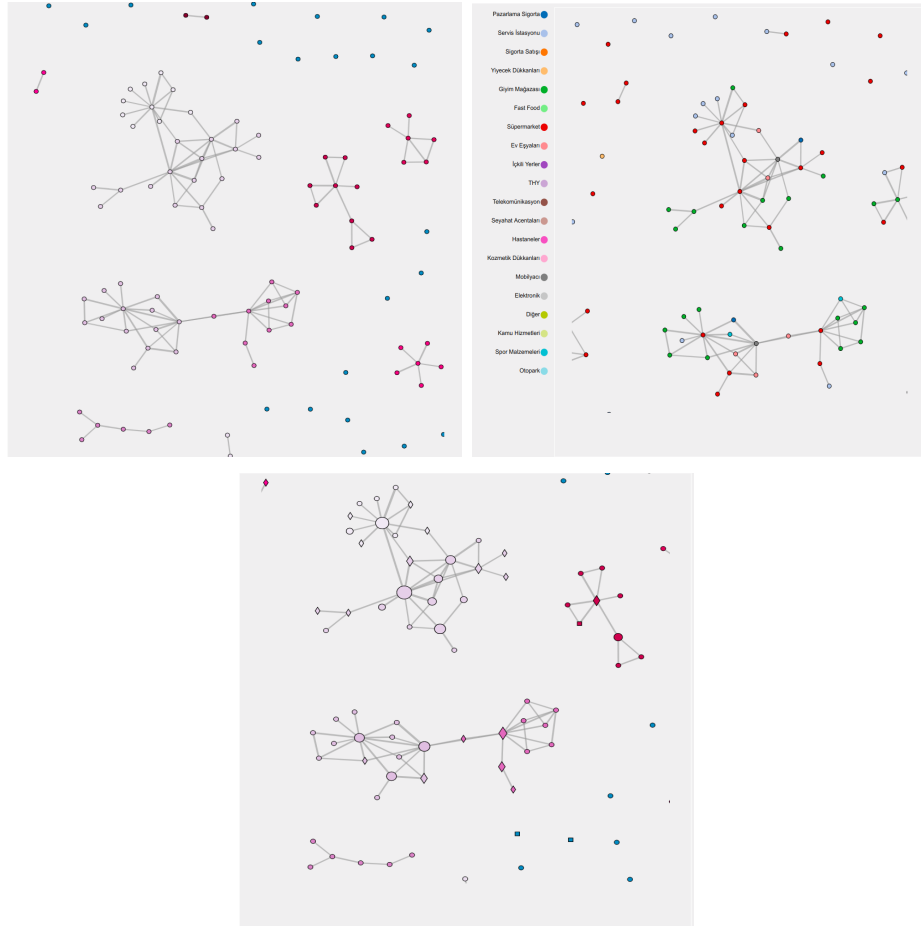 Pazarlama Sigorta
Servis İstasyonu
Sigorta Satışı
Yiyecek Dükkanları
Giyim Mağazası
Fast Food
Süpermarket
Ev Eşyaları
İçkili Yerler
THY
Telekomünikasyon
Seyahat Acentaları
Hastaneler
Kozmetik Dükkanları
Mobilyacı
Elektronik
Diğer
Kamu Hizmetleri
Spor Malzemeleri
Otopark